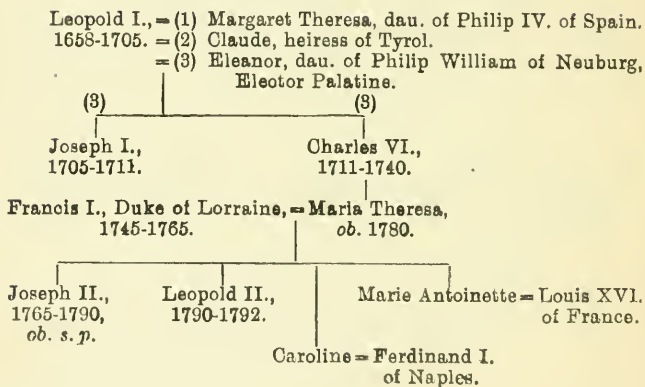 Leopold I., = (1) Margaret Theresa, dau. of Philip IV. of Spain.
1658-1705. = (2) Claude, heiress of Tyrol.
= (3) Eleanor, dau. of Philip William of Neuburg,
Eleotor Palatine.
(3) (3)
Joseph I., Charles VI.,
1705-1711. 1711-1740.
Francis I., Duke of Lorraine, = Maria Theresa,
1745-1765. ob. 1780.
Joseph II., Leopold II., Marie Antoinette = Louis XVI.
1765-1790, 1790-1792. of France.
ob. s. p.
Caroline = Ferdinand I.
of Naples.